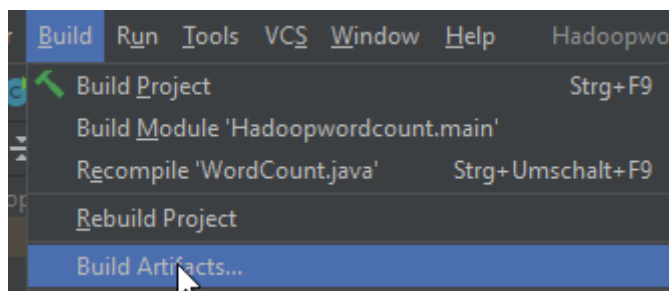 Build Run Tools VCS Window Help Hadoopwo
Build Project Strg+F9
Build Module 'Hadoopwordcount.main'
Recompile 'WordCount.java' Strg+Umschalt+F9
Rebuild Project
Build Artifacts...